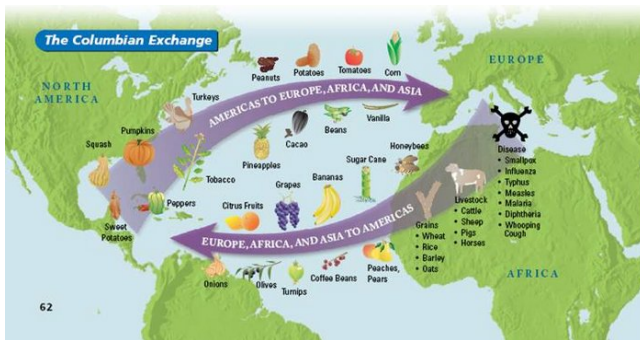 The Columbian Exchange
NORTH
AMERICA
EUROPE
AFRICA
AMERICAS TO EUROPE, AFRICA, AND ASIA
Squash
Pumpkins
Turkeys
Peanuts
Potatoes
Tomatoes
Corn
Sweet
Potatoes
Peppers
Tobacco
Pineapples
Cacao
Beans
Vanilla
EUROPE, AFRICA, AND ASIA TO AMERICAS
Citrus Fruits
Grapes
Bananas
Sugar Cane
Honeybees
Onions
Olives
Turnips
Coffee Beans
Peaches,
Pears
Grains
• Wheat
• Rice
• Barley
• Oats
Livestock
• Cattle
• Sheep
• Pigs
• Horses
Disease
• Smallpox
• Influenza
• Typhus
• Measles
• Malaria
• Diphtheria
• Whooping
Cough
62